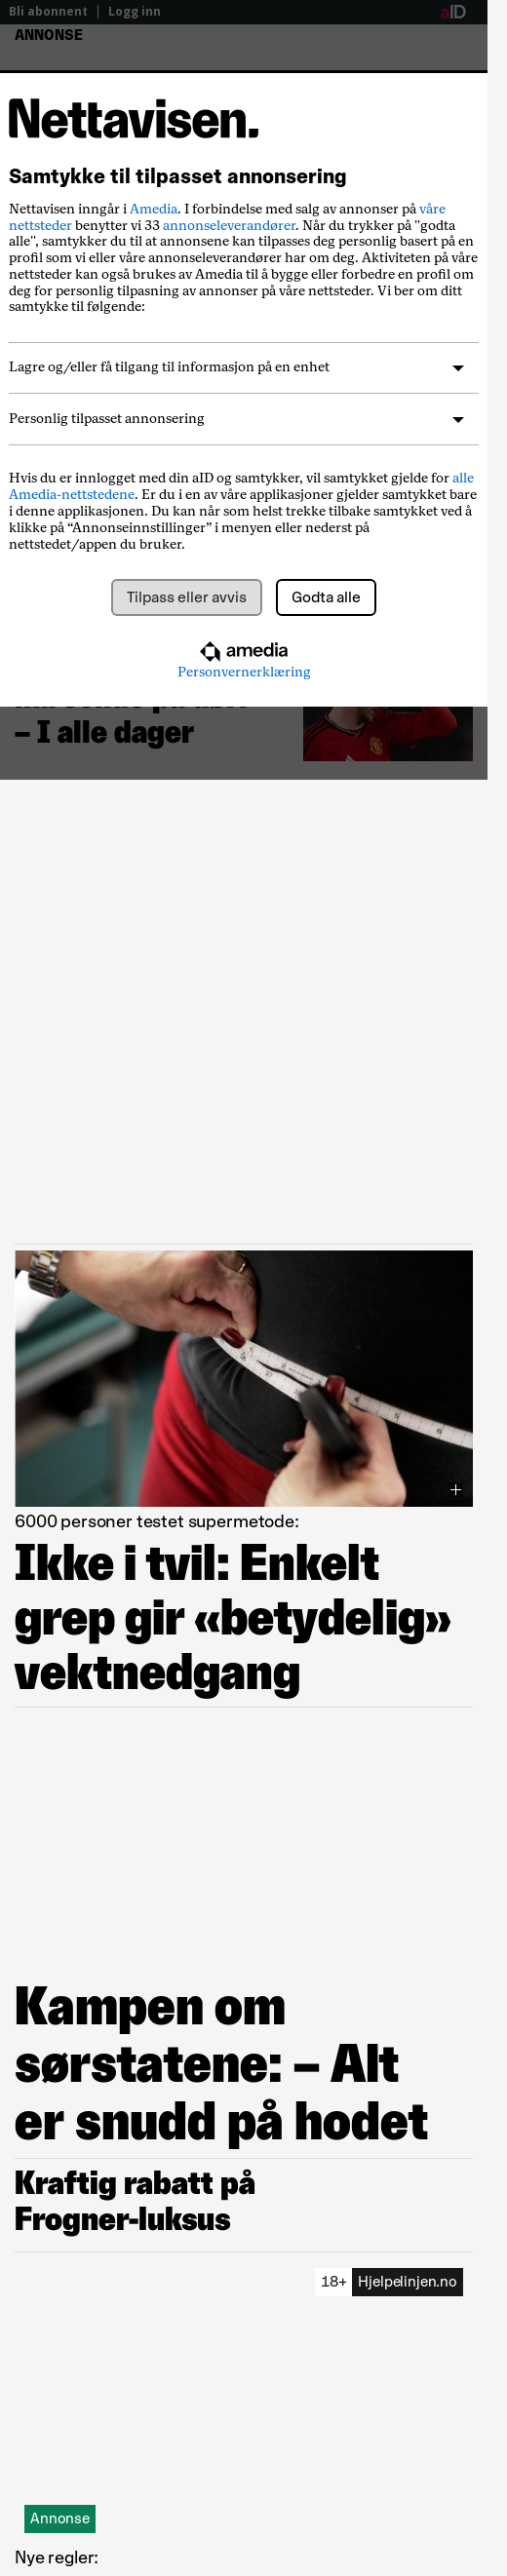 Bli abonnent | Logg inn
aID
ANNONSE
Nettavisen.
Samtykke til tilpasset annonsering
Nettavisen inngår i Amedia. I forbindelse med salg av annonser på våre
nettsteder benytter vi 33 annonseleverandører. Når du trykker på "godta
alle", samtykker du til at annonsene kan tilpasses deg personlig basert på en
profil som vi eller våre annonseleverandører har om deg. Aktiviteten på våre
nettsteder kan også brukes av Amedia til å bygge eller forbedre en profil om
deg for personlig tilpasning av annonser på våre nettsteder. Vi ber om ditt
samtykke til følgende:
Lagre og/eller få tilgang til informasjon på en enhet
Personlig tilpasset annonsering
Hvis du er innlogget med din aID og samtykker, vil samtykket gjelde for alle
Amedia-nettstedene. Er du i en av våre applikasjoner gjelder samtykket bare
i denne applikasjonen. Du kan når som helst trekke tilbake samtykket ved å
klikke på “Annonseinnstillinger” i menyen eller nederst på
nettstedet/appen du bruker.
Tilpass eller avvis
Godta alle
amedia
Personvernerklæring
– I alle dager
6000 personer testet supermetode:
Ikke i tvil: Enkelt
grep gir «betydelig»
vektnedgang
Kampen om
sørstatene: – Alt
er snudd på hodet
Kraftig rabatt på
Frogner-luksus
18+ Hjelpelinjen.no
Annonse
Nye regler: